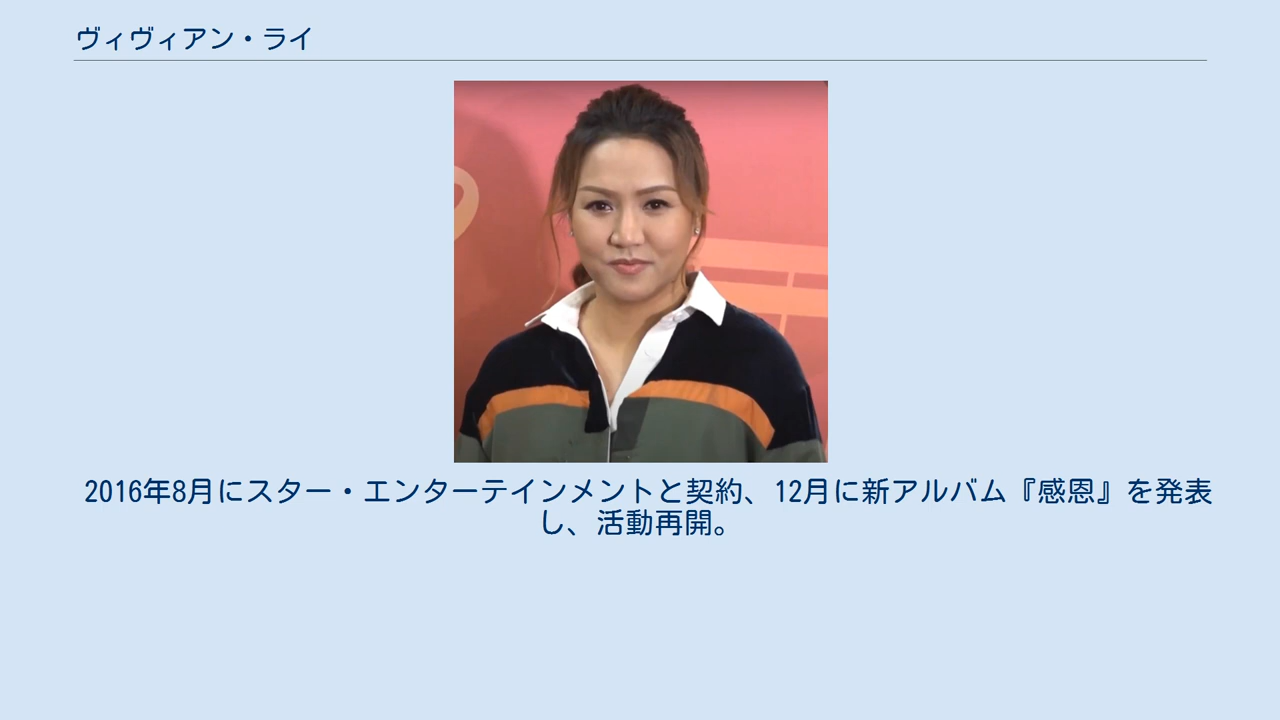 ヴィヴィアン・ライ
2016年8月にスター・エンターテインメントと契約、12月に新アルバム『感恩』を発表
し、活動再開。